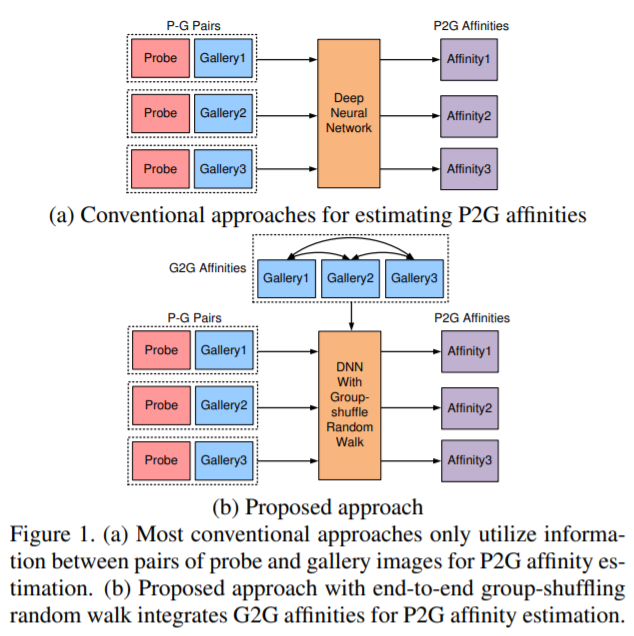 P-G Pairs
P2G Affinities
Probe Gallery1
Affinity1
Probe Gallery2
Deep
Neural
Network
Affinity2
Probe Gallery3
Affinity3
(a) Conventional approaches for estimating P2G affinities
G2G Affinities
Gallery1 Gallery2 Gallery3
P-G Pairs
P2G Affinities
Probe Gallery1
Affinity1
Probe Gallery2
DNN
With
Group-
shuffle
Random
Walk
Affinity2
Probe Gallery3
Affinity3
(b) Proposed approach
Figure 1. (a) Most conventional approaches only utilize informa-
tion between pairs of probe and gallery images for P2G affinity es-
timation. (b) Proposed approach with end-to-end group-shuffling
random walk integrates G2G affinities for P2G affinity estimation.